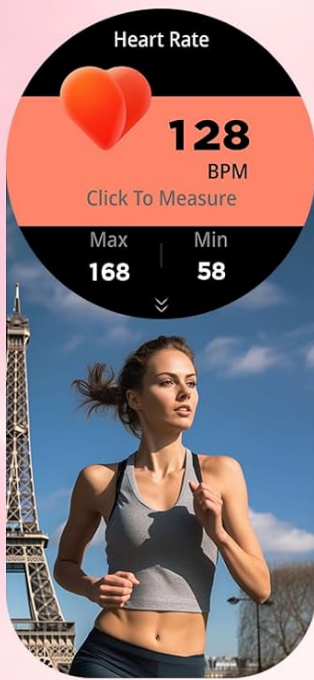 Heart Rate
128
BPM
Click To Measure
Max
Min
168
58